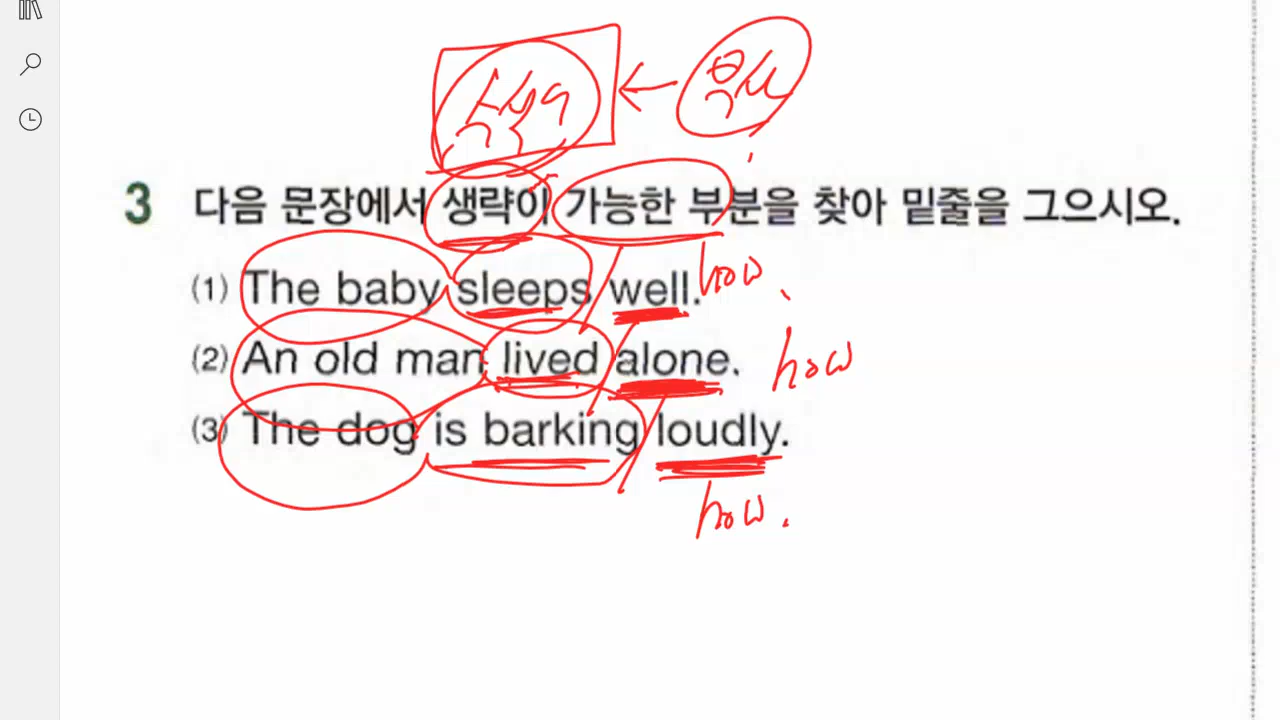 부사
3 다음 문장에서 생략이 가능한 부분을 찾아 밑줄을 그으시오.
(1) The baby sleeps well. how
(2) An old man lived alone. how
(3) The dog is barking loudly.
how.